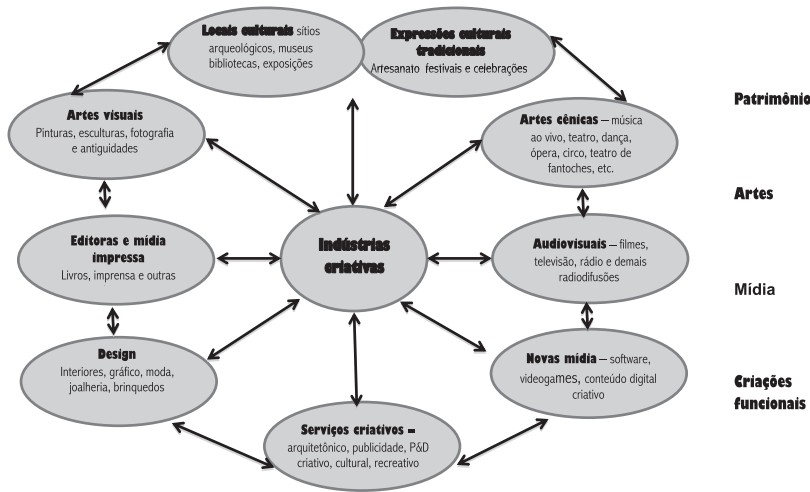 Locais culturais sítios
arqueológicos, museus
bibliotecas, exposições
Expressões culturais
tradicionais
Artesanato festivais e celebrações
Patrimônio
Artes visuais
Pinturas, esculturas, fotografia
e antiguidades
Artes cênicas – música
ao vivo, teatro, dança,
ópera, circo, teatro de
fantoches, etc.
Artes
Editoras e mídia
impressa
Livros, imprensa e outras
Indústrias
criativas
Audiovisuais – filmes,
televisão, rádio e demais
radiodifusões
Mídia
Design
Interiores, gráfico, moda,
joalheria, brinquedos
Novas mídia – software,
videogames, conteúdo digital
criativo
Criações
funcionais
Serviços criativos –
arquitetônico, publicidade, P&D
criativo, cultural, recreativo